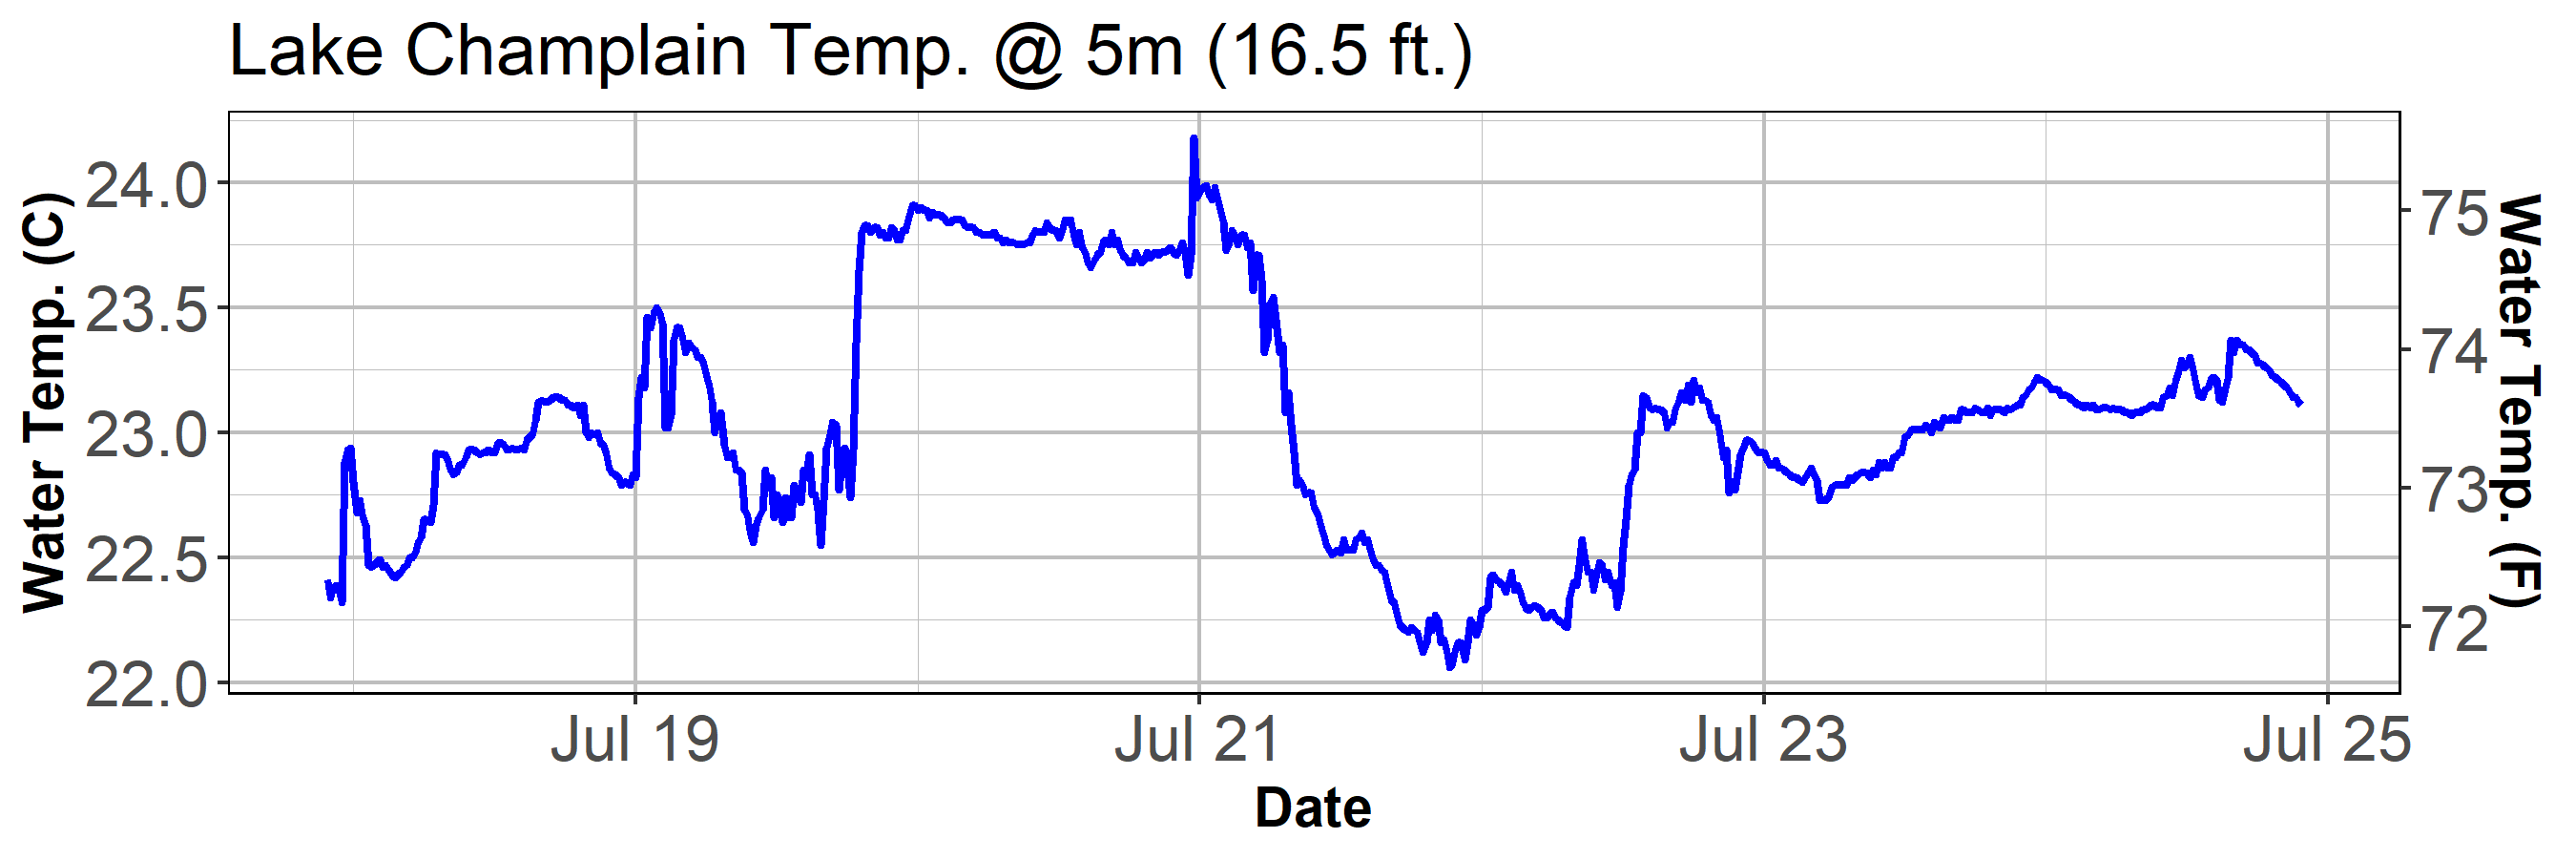 Lake Champlain Temp. @ 5m (16.5 ft.)
Water Temp. (C)
24.0
23.5
23.0
22.5
22.0
75
74
73
72
Water Temp. (F)
Jul 19 Jul 21 Jul 23 Jul 25
Date